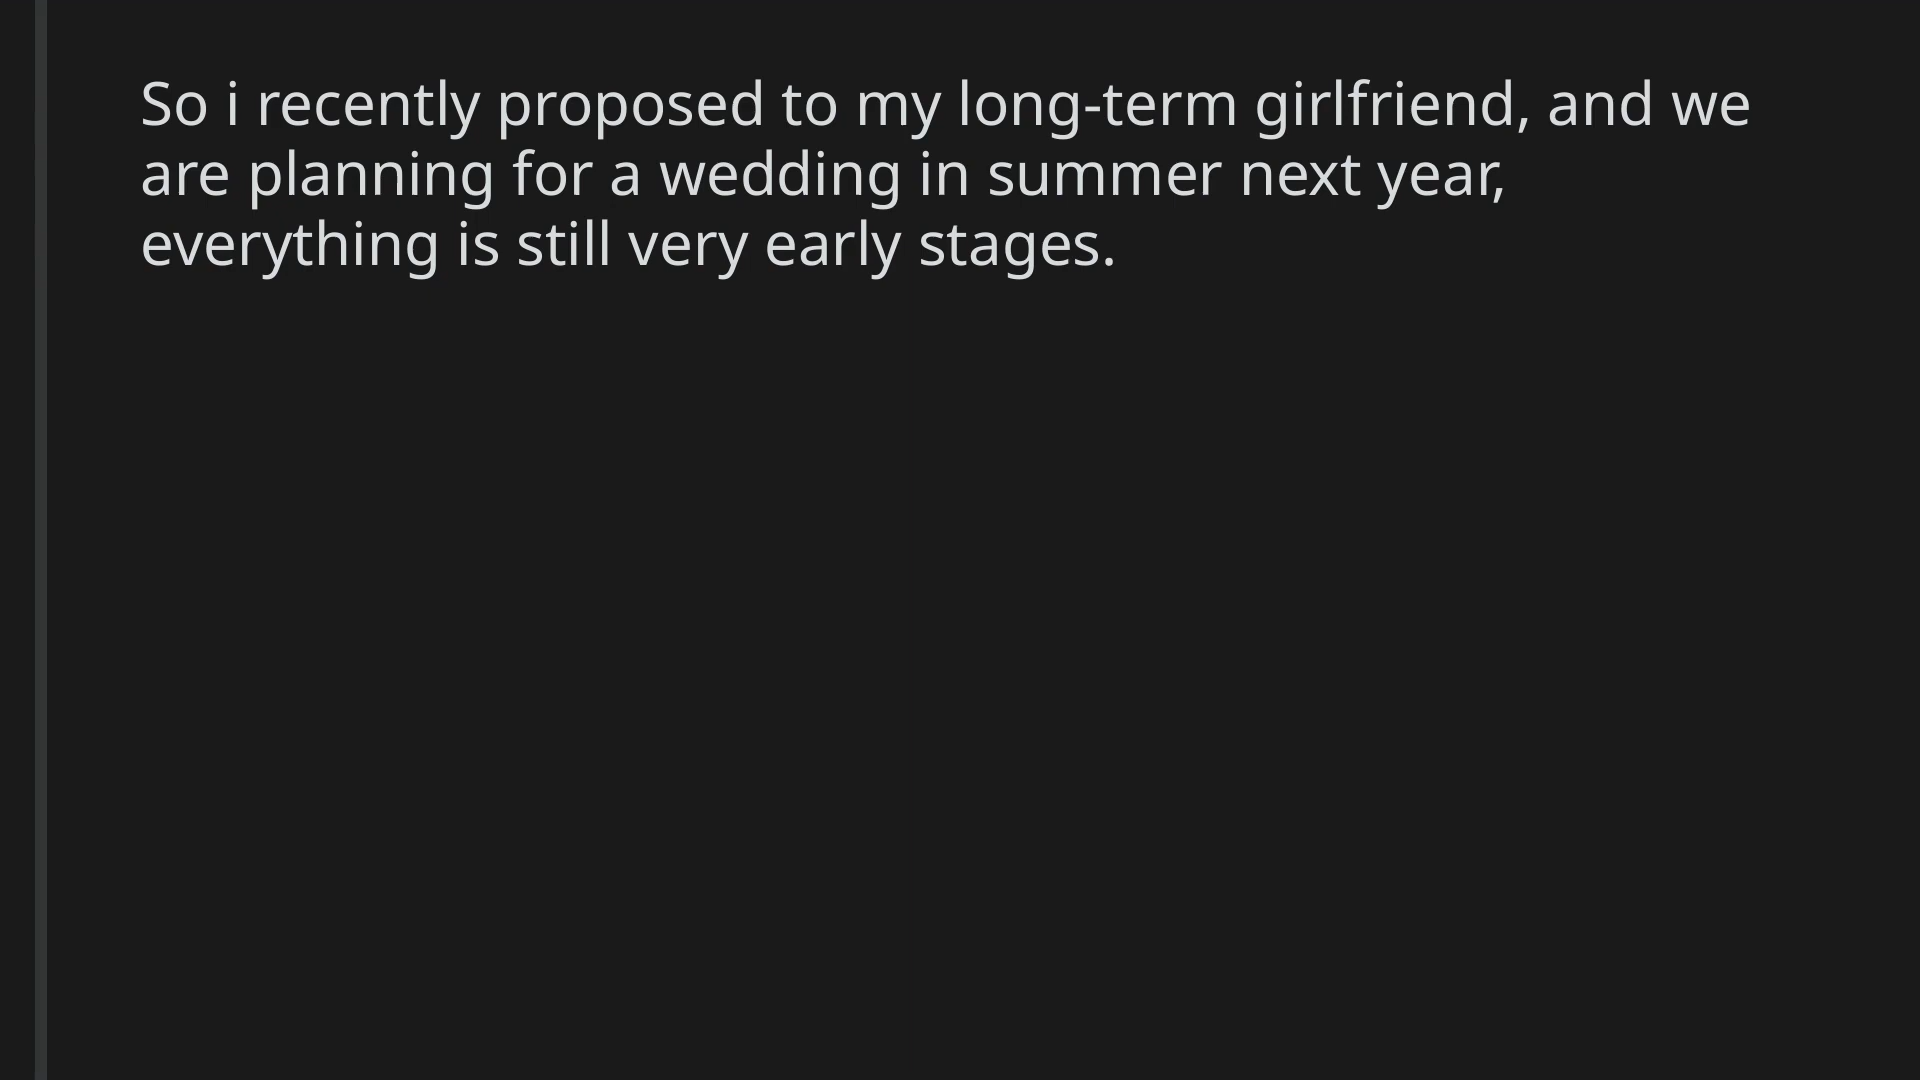 So i recently proposed to my long-term girlfriend, and we
are planning for a wedding in summer next year,
everything is still very early stages.